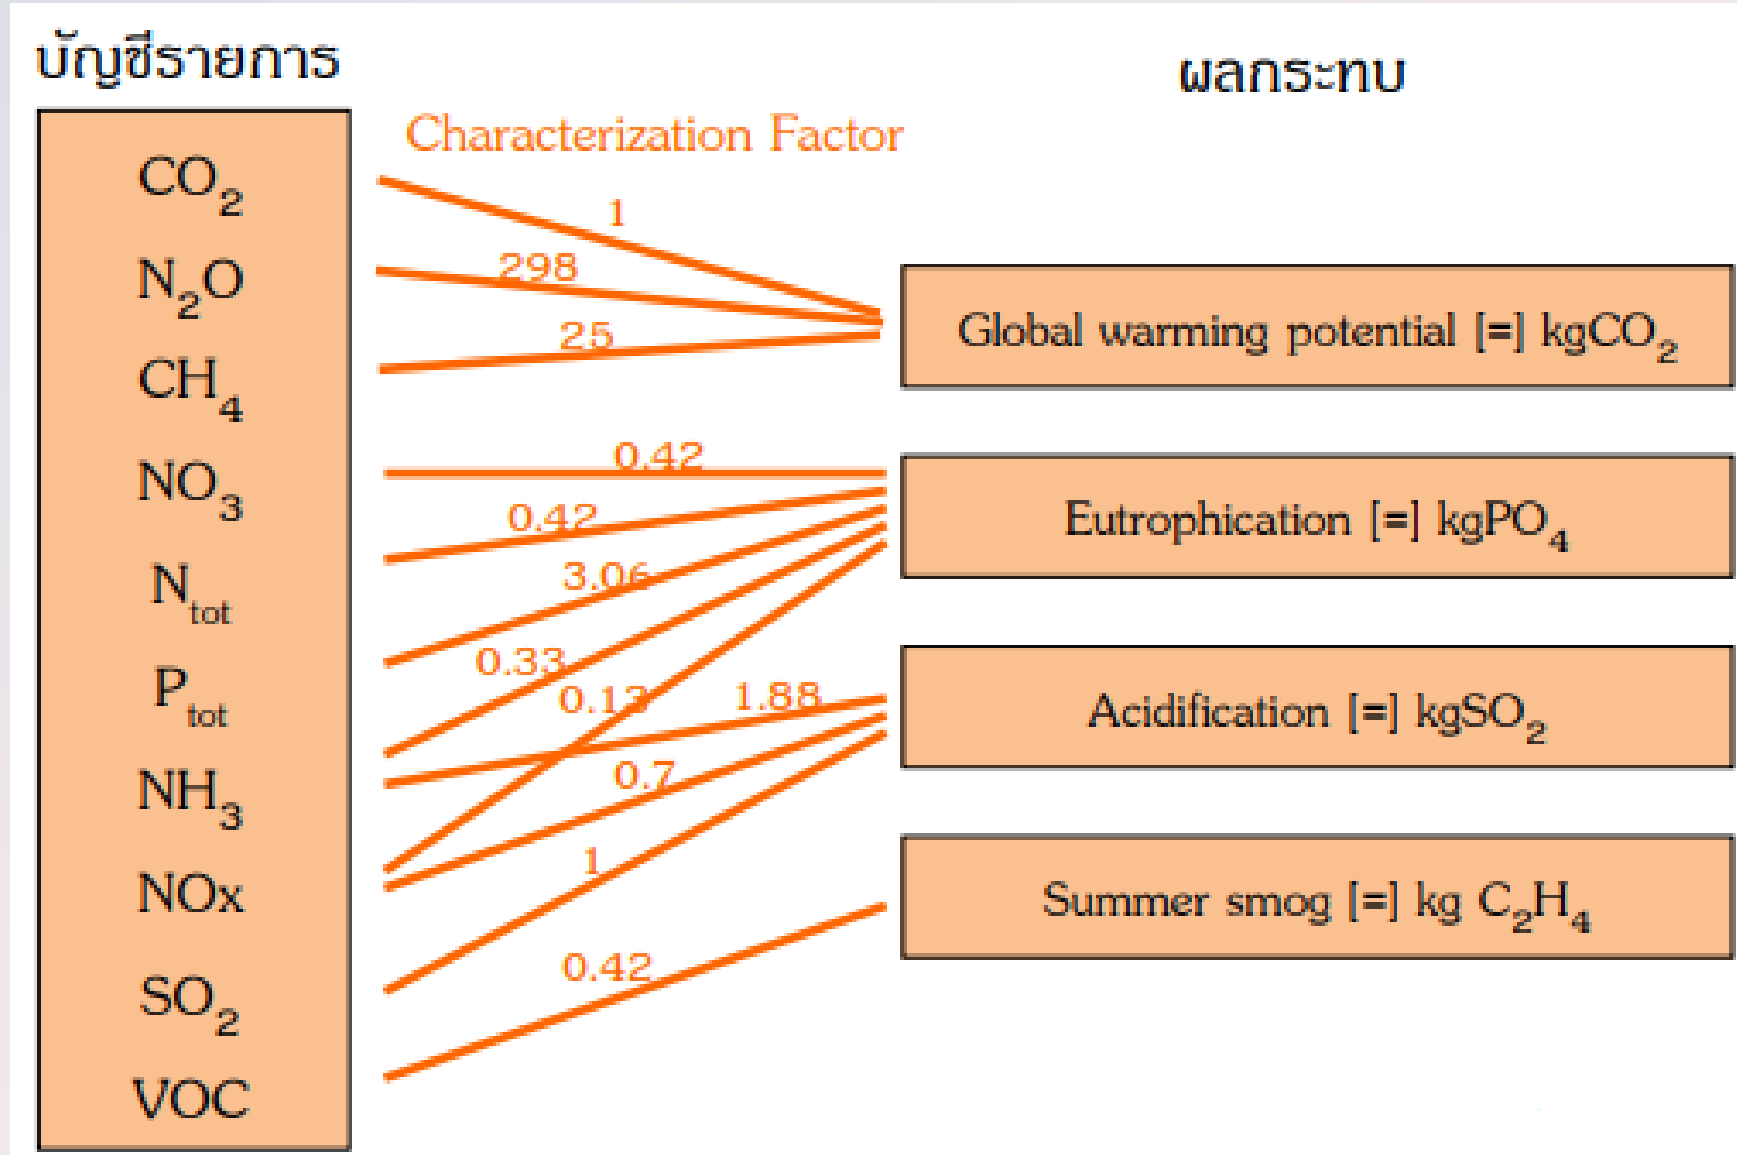 บัญชีรายการ
ผลกระทบ
Characterization Factor
CO₂
N₂O
CH₄
NO₃
N tot
P tot
NH₃
NOx
SO₂
VOC
1
298
25
0.42
0.42
3.06
0.33
0.13
1.88
0.7
1
0.42
Global warming potential [=] kgCO₂
Eutrophication [=] kgPO₄
Acidification [=] kgSO₂
Summer smog [=] kg C₂H₄